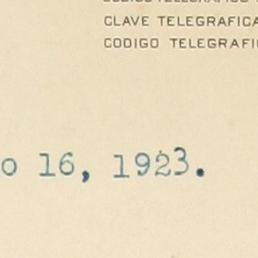 CLAVE TELEGRAFICA
CODIGO TELEGRAFI
o 16, 1923.